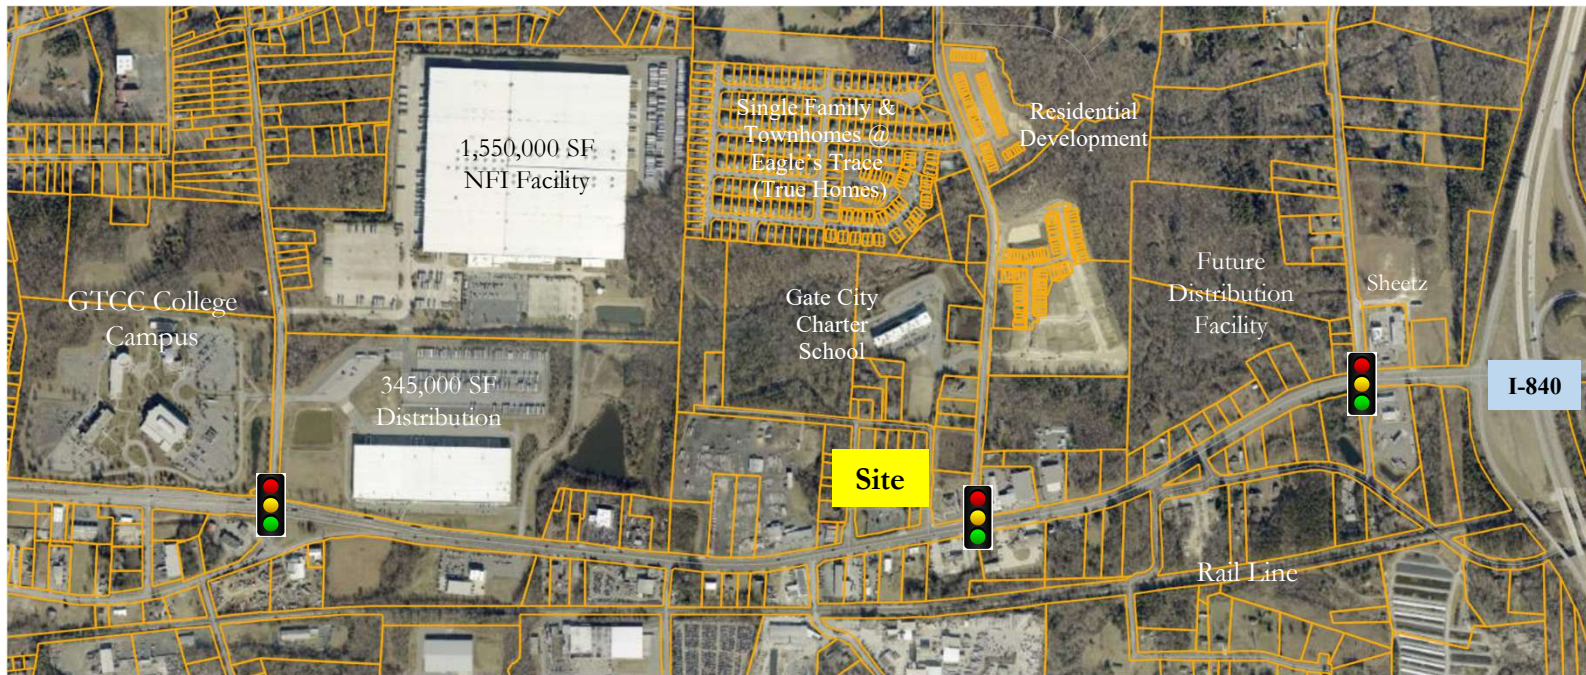 1,550,000 SF
NFI Facility
Single Family &
Townhomes @
Eagle's Trace
(True Homes)
Residential
Development
GTCC College
Campus
345,000 SF
Distribution
Gate City
Charter
School
Future
Distribution
Facility
Sheetz
I-840
Site
Rail Line